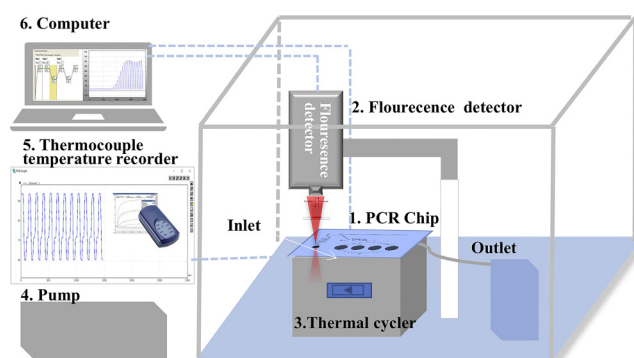 6. Computer
2. Flourecence detector
Flouresence
detector
5. Thermocouple
temperature recorder
1. PCR Chip
Inlet
Outlet
4. Pump
3.Thermal cycler